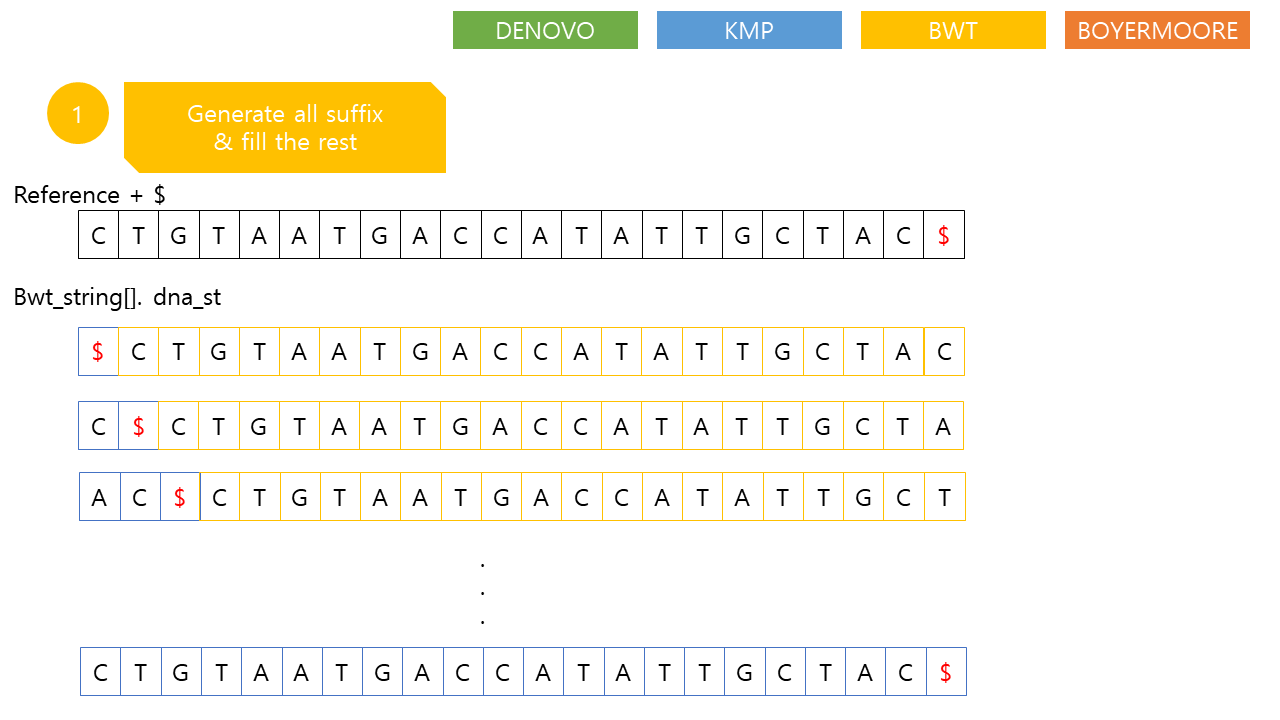 DENOVO KMP BWT BOYERMOORE
1
Generate all suffix
& fill the rest
Reference + $
C T G T A A T G A C C A T A T T G C T A C $
Bwt_string[]. dna_st
$ C T G T A A T G A C C A T A T T G C T A C
C $ C T G T A A T G A C C A T A T T G C T A
A C $ C T G T A A T G A C C A T A T T G C T
.
.
.
C T G T A A T G A C C A T A T T G C T A C $